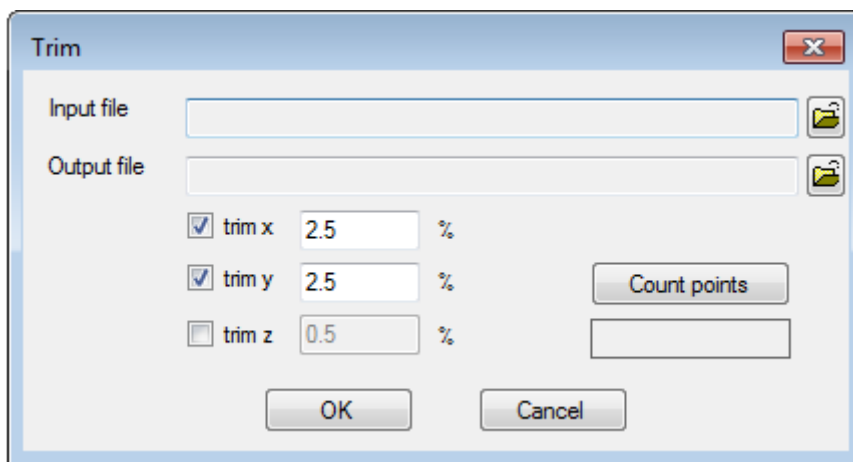 Trim
Input file
Output file
trim x 2.5 %
trim y 2.5 %
Count points
trim z 0.5 %
OK Cancel